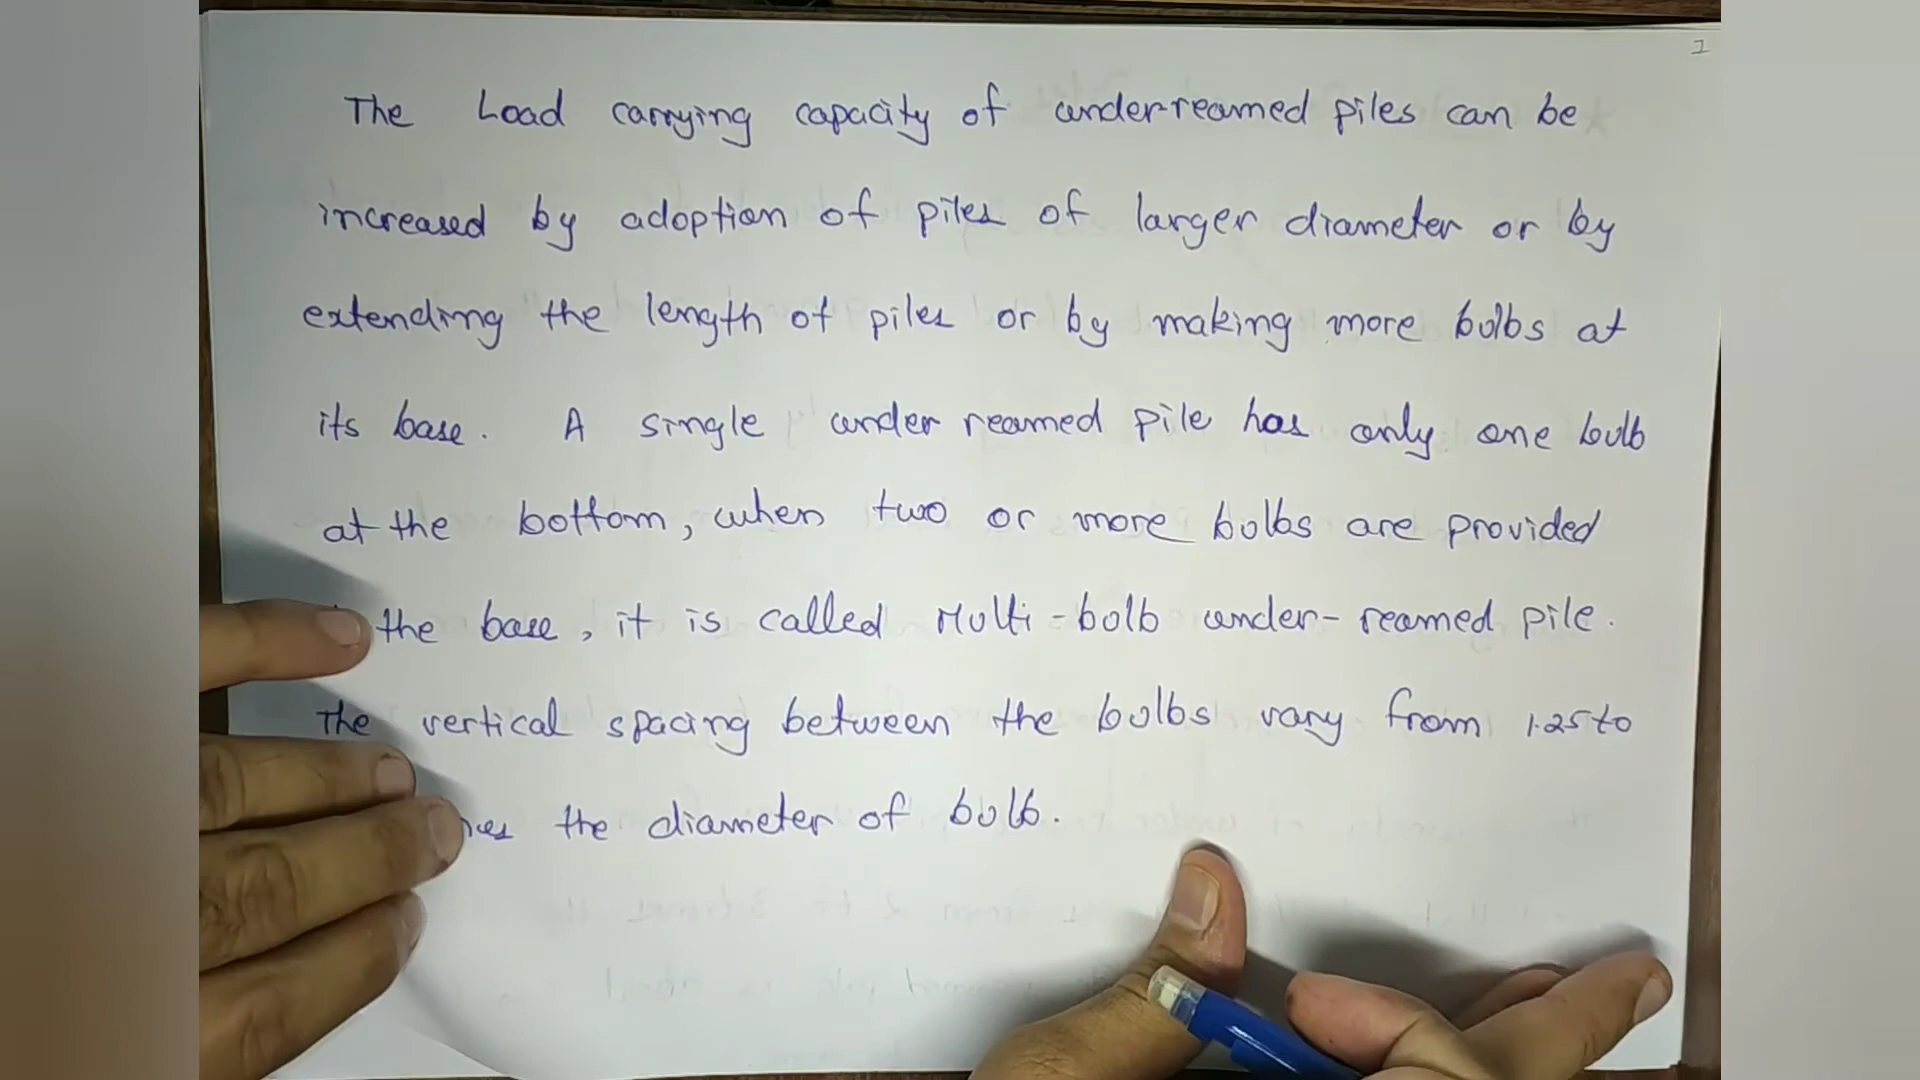 The Load carrying capacity of underreamed piles can be
increased by adoption of piles of larger diameter or by
extending the length of piles or by making more bulbs at
its base. A single under reamed pile has only one bulb
at the bottom, when two or more bulbs are provided
the base, it is called Multi-bulb under-reamed pile.
The vertical spacing between the bulbs vary from 1.25 to
the diameter of bulb.